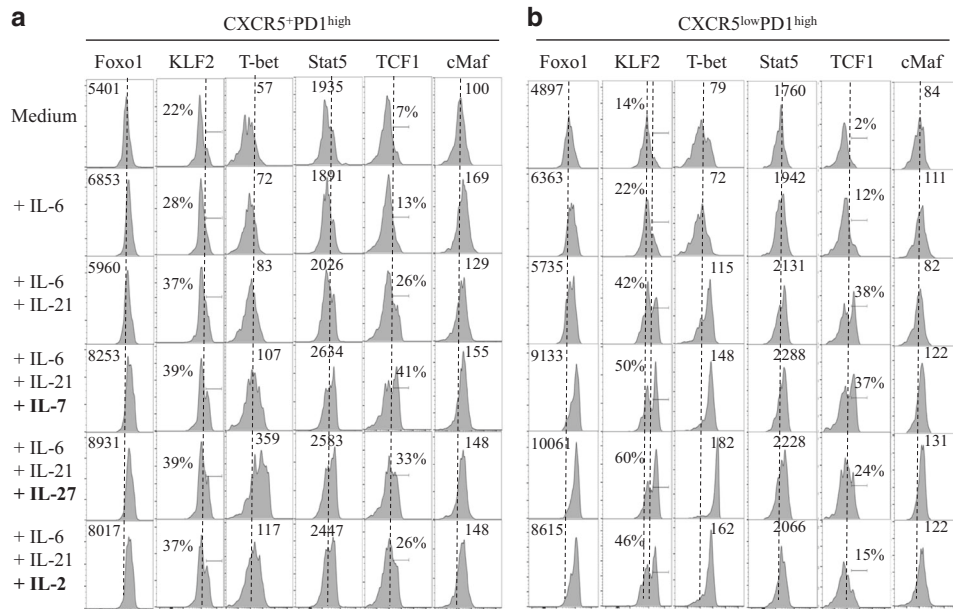 a
b
CXCR5+PD1high
CXCR5lowPD1high
Foxo1 KLF2 T-bet Stat5 TCF1 cMaf
Foxo1 KLF2 T-bet Stat5 TCF1 cMaf
Medium
5401 22% 57 1935 7% 100
4897 14% 79 1760 2% 84
+ IL-6
6853 28% 72 1891 13% 169
6363 22% 72 1942 12% 111
+ IL-6
+ IL-21
5960 37% 83 2026 26% 129
5735 42% 115 2131 38% 82
+ IL-6
+ IL-21
+ IL-7
8253 39% 107 2634 41% 155
9133 50% 148 2288 37% 122
+ IL-6
+ IL-21
+ IL-27
8931 39% 359 2583 33% 148
10061 60% 182 2228 24% 131
+ IL-6
+ IL-21
+ IL-2
8017 37% 117 2447 26% 148
8615 46% 162 2066 15% 122